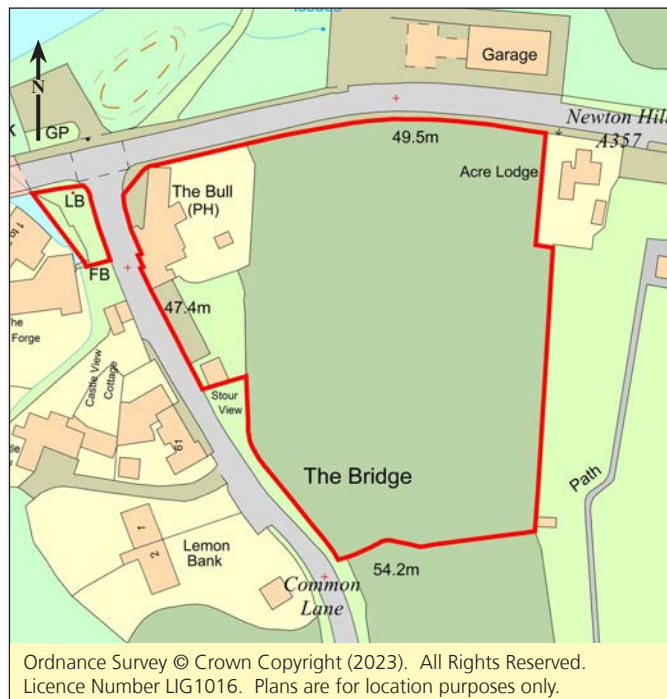 Issues
N
Garage
GP
49.5m
Newton Hill
A357
Acre Lodge
LB
The Bull
(PH)
FB
47.4m
Forge
Castle View
Cottage
61
Stour
View
The Bridge
Path
1
2
Lemon
Bank
54.2m
Common
Lane
Ordnance Survey © Crown Copyright (2023). All Rights Reserved.
Licence Number LIG1016. Plans are for location purposes only.